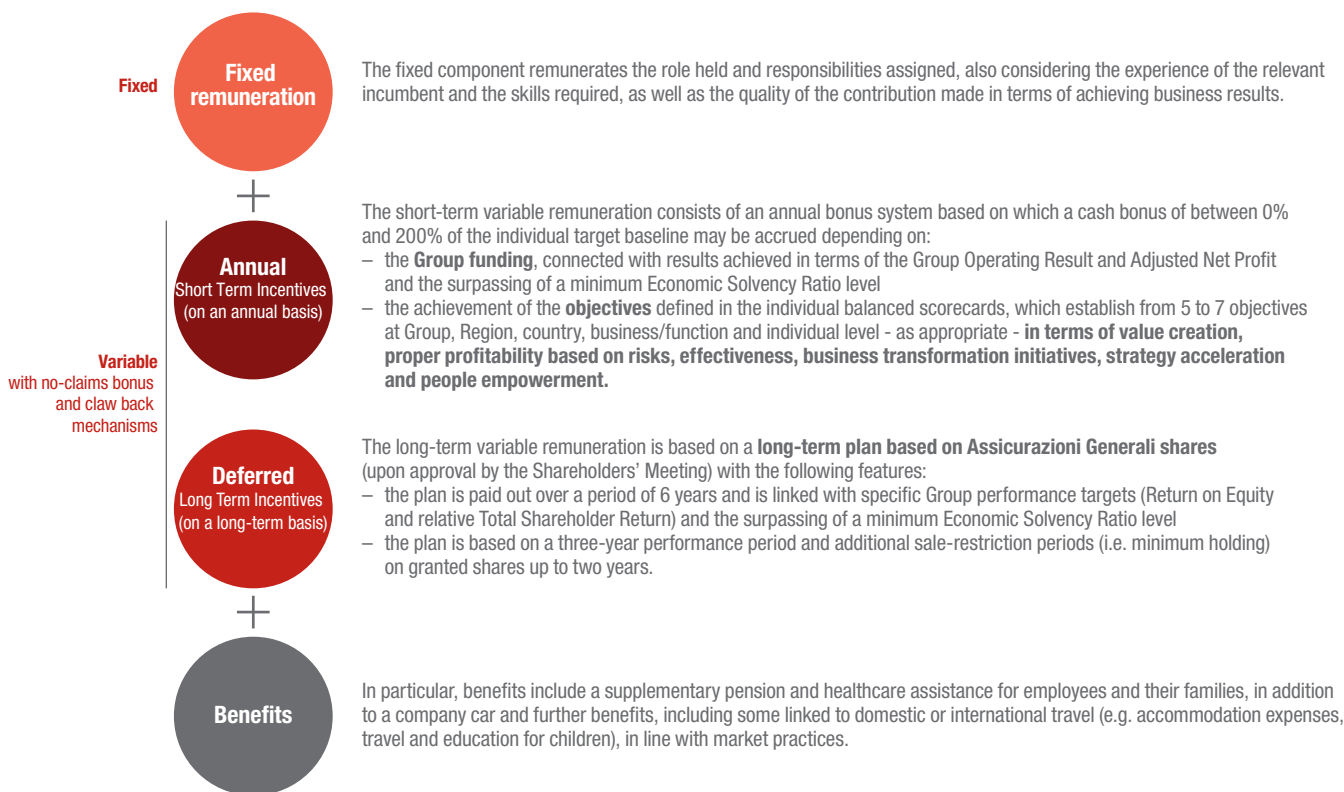 Fixed
Fixed
remuneration
The fixed component remunerates the role held and responsibilities assigned, also considering the experience of the relevant
incumbent and the skills required, as well as the quality of the contribution made in terms of achieving business results.
Variable
with no-claims bonus
and claw back
mechanisms
Annual
Short Term Incentives
(on an annual basis)
The short-term variable remuneration consists of an annual bonus system based on which a cash bonus of between 0%
and 200% of the individual target baseline may be accrued depending on:
– the Group funding, connected with results achieved in terms of the Group Operating Result and Adjusted Net Profit
and the surpassing of a minimum Economic Solvency Ratio level
– the achievement of the objectives defined in the individual balanced scorecards, which establish from 5 to 7 objectives
at Group, Region, country, business/function and individual level - as appropriate - in terms of value creation,
proper profitability based on risks, effectiveness, business transformation initiatives, strategy acceleration
and people empowerment.
Deferred
Long Term Incentives
(on a long-term basis)
The long-term variable remuneration is based on a long-term plan based on Assicurazioni Generali shares
(upon approval by the Shareholders' Meeting) with the following features:
– the plan is paid out over a period of 6 years and is linked with specific Group performance targets (Return on Equity
and relative Total Shareholder Return) and the surpassing of a minimum Economic Solvency Ratio level
– the plan is based on a three-year performance period and additional sale-restriction periods (i.e. minimum holding)
on granted shares up to two years.
Benefits
In particular, benefits include a supplementary pension and healthcare assistance for employees and their families, in addition
to a company car and further benefits, including some linked to domestic or international travel (e.g. accommodation expenses,
travel and education for children), in line with market practices.